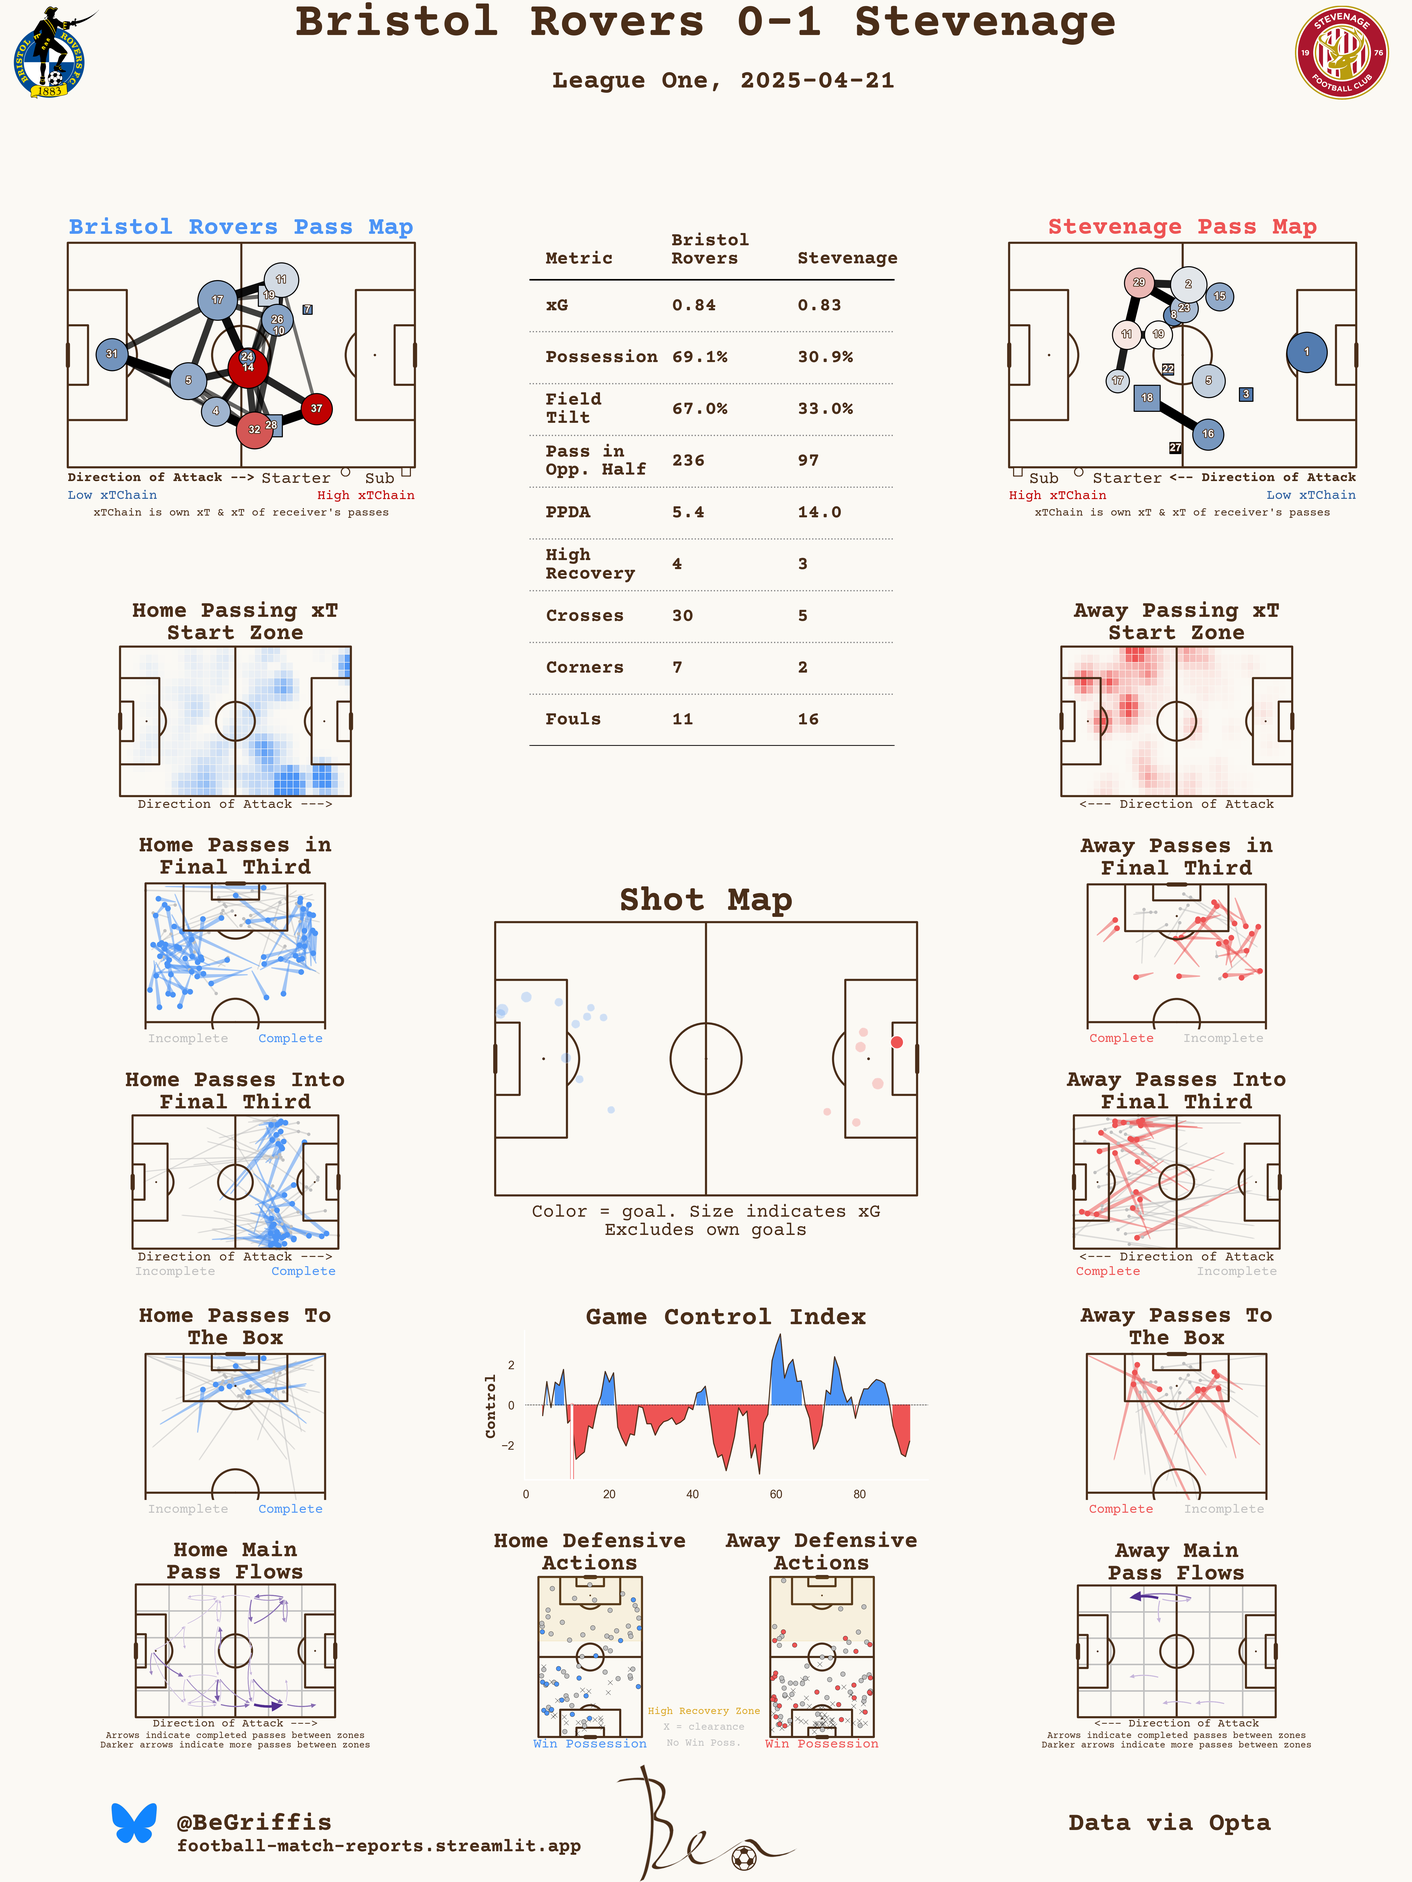 Bristol Rovers 0-1 Stevenage
League One, 2025-04-21
BRISTOL ROVERS F.C.
1883
STEVENAGE
19 76
FOOTBALL CLUB
Bristol Rovers Pass Map
11
19
17
7
26
10
31
24
14
5
4
37
32
28
Direction of Attack --> Starter Sub
Low xTChain High xTChain
xTChain is own xT & xT of receiver's passes
Metric Bristol Rovers Stevenage
xG 0.84 0.83
Possession 69.1% 30.9%
Field Tilt 67.0% 33.0%
Pass in Opp. Half 236 97
PPDA 5.4 14.0
High Recovery 4 3
Crosses 30 5
Corners 7 2
Fouls 11 16
Stevenage Pass Map
29
2
15
23
8
11
19
1
22
17
5
18
3
16
27
Sub Starter <-- Direction of Attack
High xTChain Low xTChain
xTChain is own xT & xT of receiver's passes
Home Passing xT
Start Zone
Direction of Attack --->
Away Passing xT
Start Zone
<--- Direction of Attack
Home Passes in
Final Third
Incomplete Complete
Shot Map
Color = goal. Size indicates xG
Excludes own goals
Away Passes in
Final Third
Complete Incomplete
Home Passes Into
Final Third
Direction of Attack --->
Incomplete Complete
Away Passes Into
Final Third
<--- Direction of Attack
Complete Incomplete
Home Passes To
The Box
Incomplete Complete
Game Control Index
Control
2
0
−2
0 20 40 60 80
Away Passes To
The Box
Complete Incomplete
Home Main
Pass Flows
Direction of Attack --->
Arrows indicate completed passes between zones
Darker arrows indicate more passes between zones
Home Defensive
Actions
Win Possession
High Recovery Zone
X = clearance
No Win Poss.
Away Defensive
Actions
Win Possession
Away Main
Pass Flows
<--- Direction of Attack
Arrows indicate completed passes between zones
Darker arrows indicate more passes between zones
@BeGriffis
football-match-reports.streamlit.app
Ben
Data via Opta